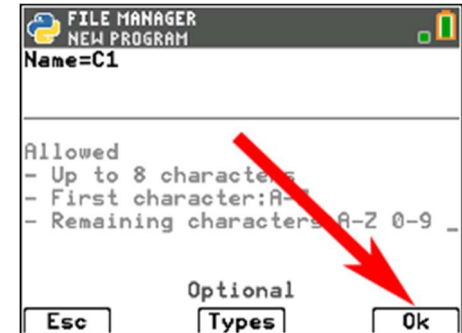 FILE MANAGER
NEW PROGRAM
Name=C1
Allowed
- Up to 8 characters
- First character:A-Z
- Remaining characters:A-Z 0-9 _
Optional
Esc Types Ok